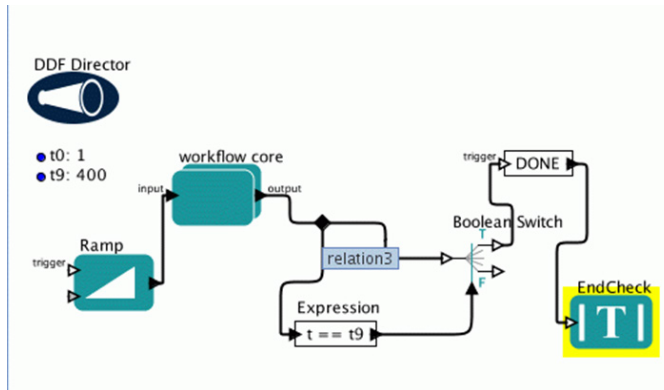 DDF Director
t0: 1
t9: 400
workflow core
input
output
Ramp
trigger
relation3
Expression
t == t9
Boolean Switch
T
F
trigger
DONE
EndCheck
T